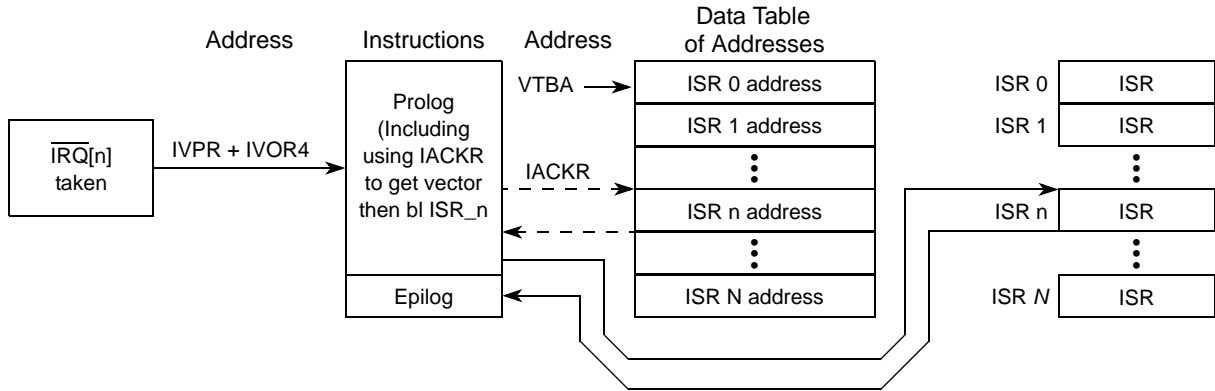 Address
Instructions
Address
Data Table
of Addresses
IRQ[n]
taken
IVPR + IVOR4
Prolog
(Including
using IACKR
to get vector
then bl ISR_n
Epilog
VTBA
IACKR
ISR 0 address
ISR 1 address
ISR n address
ISR N address
ISR 0 ISR
ISR 1 ISR
ISR n ISR
ISR N ISR